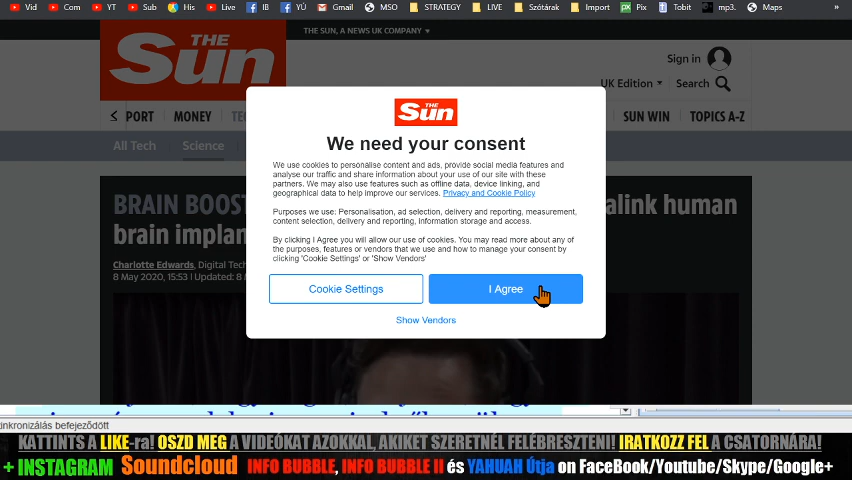 Vid Com YT Sub His Live IB YÚ Gmail MSO STRATEGY LIVE Szótárak Import Pix Tobit mp3. Maps »
THE SUN, A NEWS UK COMPANY
THE Sun
Sign in
UK Edition Search
< PORT MONEY TE SUN WIN TOPICS A-Z
All Tech Science
THE Sun
We need your consent
We use cookies to personalise content and ads, provide social media features and
analyse our traffic and share information about your use of our site with these
partners. We may also use features such as offline data, device linking, and
geographical data to help improve our services. Privacy and Cookie Policy
Purposes we use: Personalisation, ad selection, delivery and reporting, measurement,
content selection, delivery and reporting, information storage and access.
By clicking I Agree you will allow our use of cookies. You may read more about any of
the purposes, features or vendors that we use and how to manage your consent by
clicking 'Cookie Settings' or 'Show Vendors'
Cookie Settings I Agree
Show Vendors
BRAIN BOOST alink human
brain implan
Charlotte Edwards, Digital Tech
8 May 2020, 15:53 Updated: 8
inkronizálás befejeződött
KATTINTS A LIKE-ra! OSZD MEG A VIDEÓKAT AZOKKAL, AKIKET SZERETNÉL FELÉBRESZTENI! IRATKOZZ FEL A CSATORNÁRA!
+ INSTAGRAM Soundcloud INFO BUBBLE, INFO BUBBLE II és YAHUAH Útja on FaceBook/Youtube/Skype/Google+